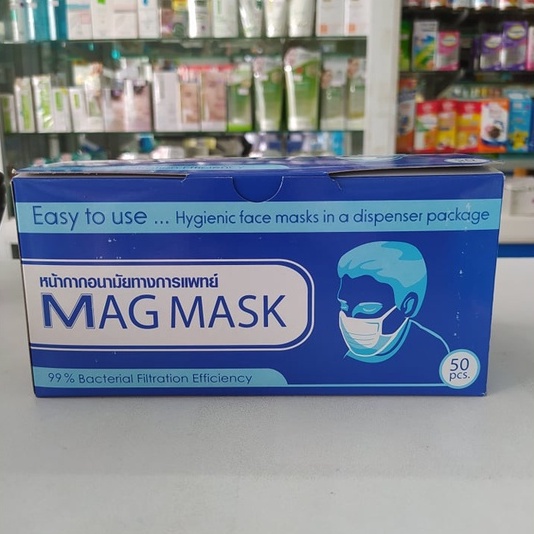 Easy to use ... Hygienic face masks in a dispenser package
หน้ากากอนามัยทางการแพทย์
MAG MASK
99% Bacterial Filtration Efficiency
50
pcs.